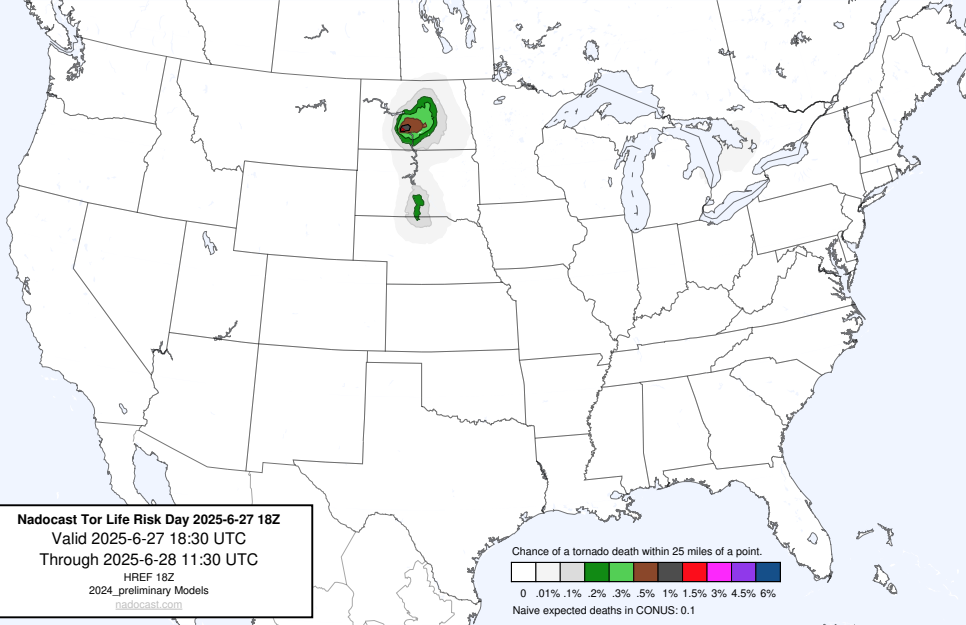 Nadocast Tor Life Risk Day 2025-6-27 18Z
Valid 2025-6-27 18:30 UTC
Through 2025-6-28 11:30 UTC
HREF 18Z
2024_preliminary Models
nadocast.com
Chance of a tornado death within 25 miles of a point.
0 .01% .1% .2% .3% .5% 1% 1.5% 3% 4.5% 6%
Naive expected deaths in CONUS: 0.1